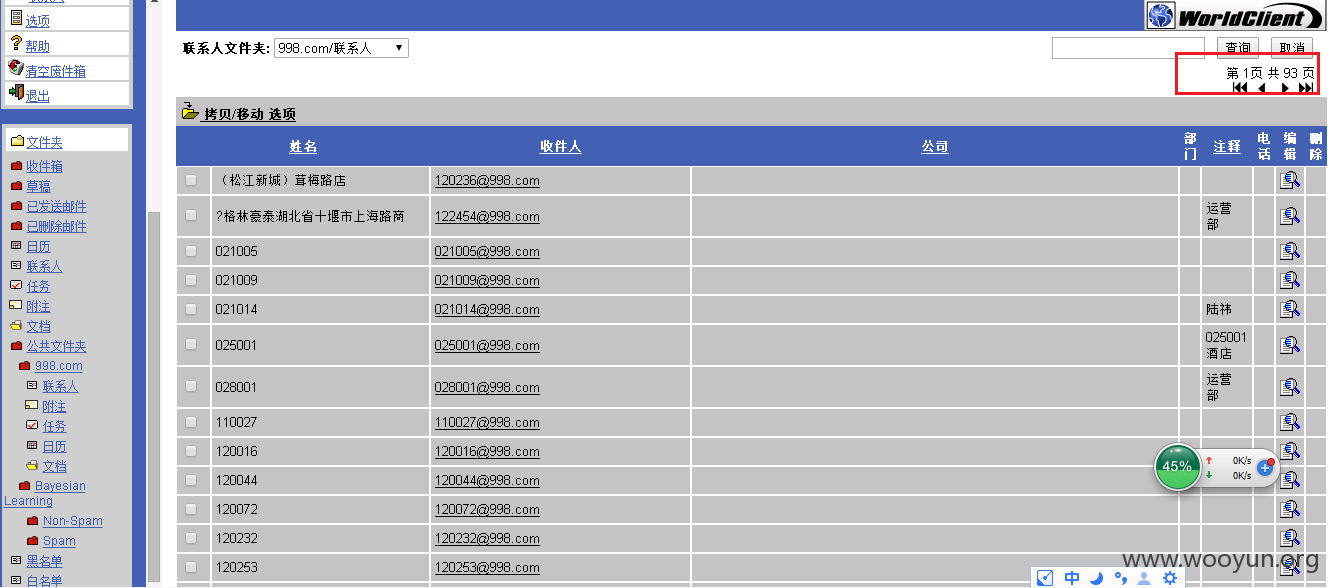 选项
帮助
清空废件箱
退出
文件夹
收件箱
草稿
已发送邮件
已删除邮件
日历
联系人
任务
附注
文档
公共文件夹
998.com
联系人
附注
任务
日历
文档
Bayesian
Learning
Non-Spam
Spam
黑名单
白名单
WorldClient
联系人文件夹: 998.com/联系人
查询 取消
第 1页 共 93 页
拷贝/移动 选项
姓名 收件人 公司 部门 注释 电话 编辑 删除
（松江新城）茸梅路店 120236@998.com
?格林豪泰湖北省十堰市上海路商 122454@998.com 运营部
021005 021005@998.com
021009 021009@998.com
021014 021014@998.com 陆祎
025001 025001@998.com 025001酒店
028001 028001@998.com 运营部
110027 110027@998.com
120016 120016@998.com
120044 120044@998.com
120072 120072@998.com
120232 120232@998.com
120253 120253@998.com
45%
0K/s
0K/s
www.wooyun.org
中